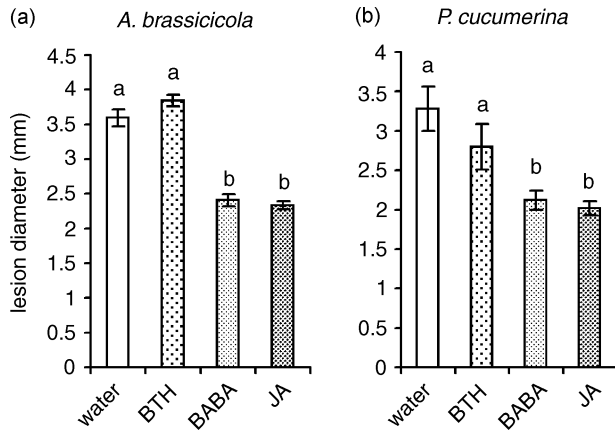 (a) A. brassicicola
lesion diameter (mm)
4.5
4
3.5
3
2.5
2
1.5
1
0.5
0
a
a
b
b
water
BTH
BABA
JA
(b) P. cucumerina
4
3.5
3
2.5
2
1.5
1
0.5
0
a
a
b
b
water
BTH
BABA
JA